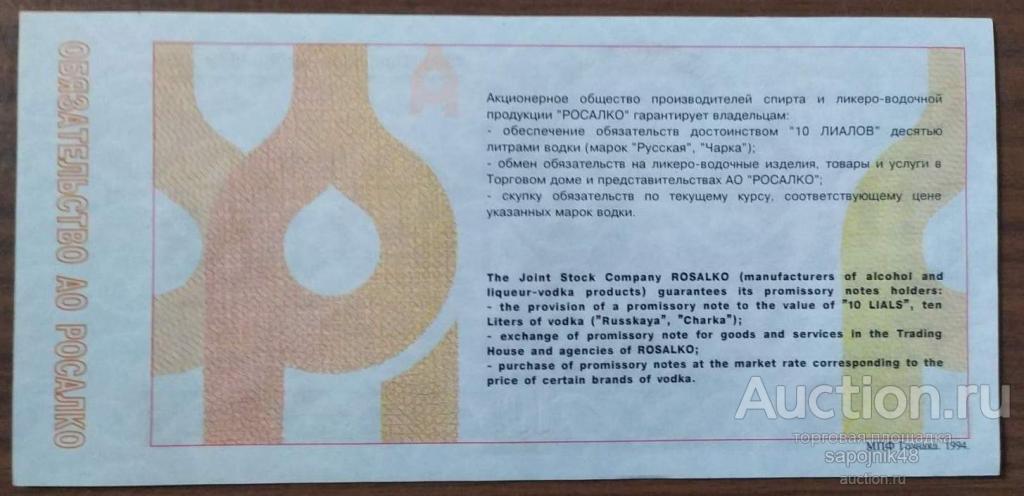 ОБЯЗАТЕЛЬСТВО АО РОСАЛКО
Акционерное общество производителей спирта и ликеро-водочной
продукции "РОСАЛКО" гарантирует владельцам:
- обеспечение обязательств достоинством "10 ЛИАЛОВ" десятью
литрами водки (марок "Русская", "Чарка");
- обмен обязательств на ликеро-водочные изделия, товары и услуги в
Торговом доме и представительствах АО "РОСАЛКО";
- скупку обязательств по текущему курсу, соответствующему цене
указанных марок водки.
The Joint Stock Company ROSALKO (manufacturers of alcohol and
liqueur-vodka products) guarantees its promissory notes holders:
- the provision of a promissory note to the value of "10 LIALS", ten
Liters of vodka ("Russkaya", "Charka");
- exchange of promissory note for goods and services in the Trading
House and agencies of ROSALKO;
- purchase of promissory notes at the market rate corresponding to the
price of certain brands of vodka.
Auction.ru
торговая площадка
МПФ Гознака. 1994.
sapojnik48
auction.ru